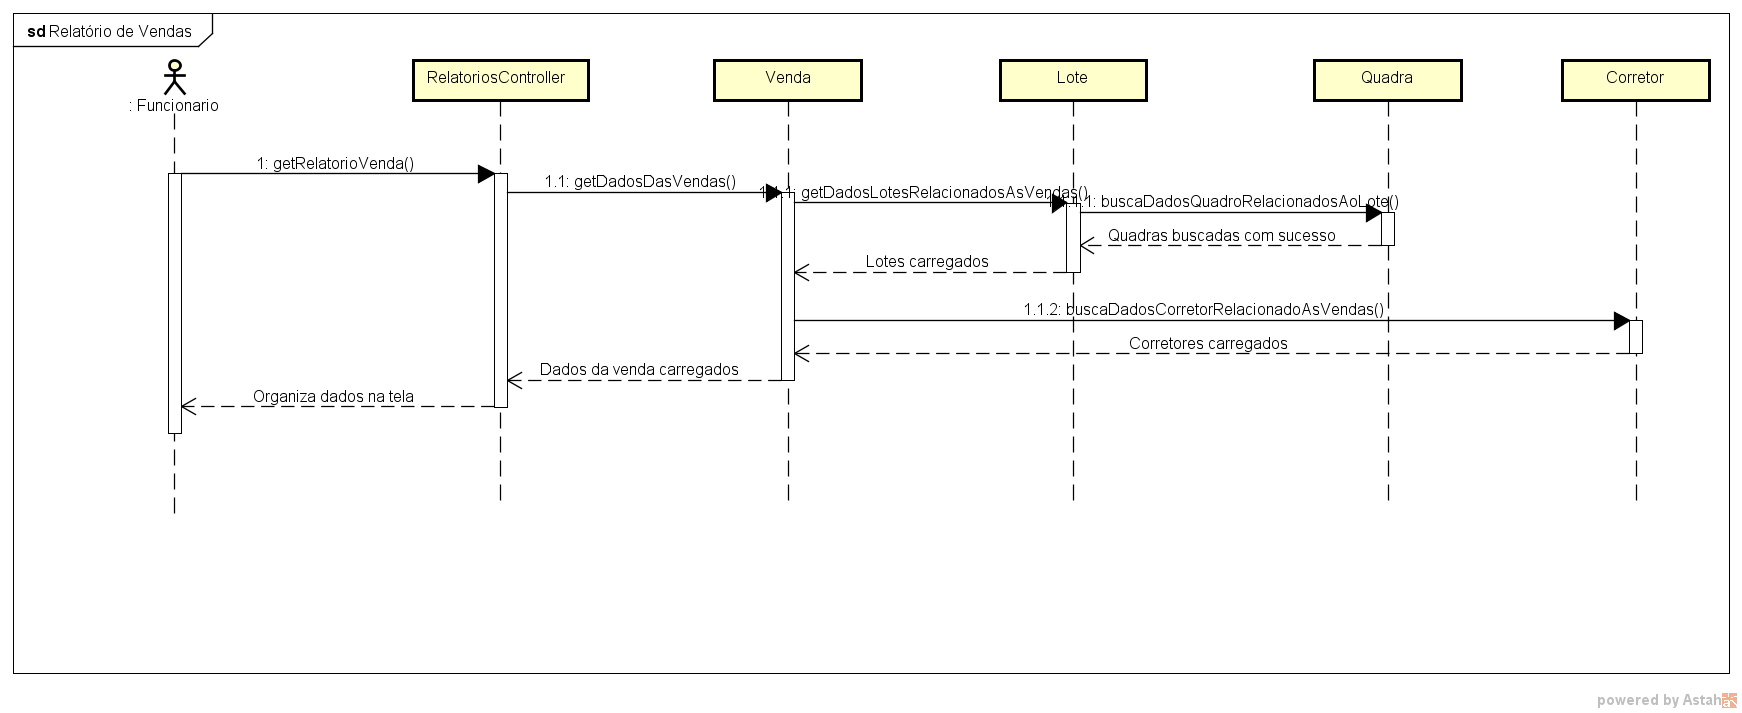 sd Relatório de Vendas
: Funcionario
RelatoriosController
Venda
Lote
Quadra
Corretor
1: getRelatorioVenda()
1.1: getDadosDasVendas()
getDadosLotesRelacionadosAsVendas()
buscaDadosQuadroRelacionadosAoLote()
Quadras buscadas com sucesso
Lotes carregados
1.1.2: buscaDadosCorretorRelacionadoAsVendas()
Corretores carregados
Dados da venda carregados
Organiza dados na tela
powered by Astah